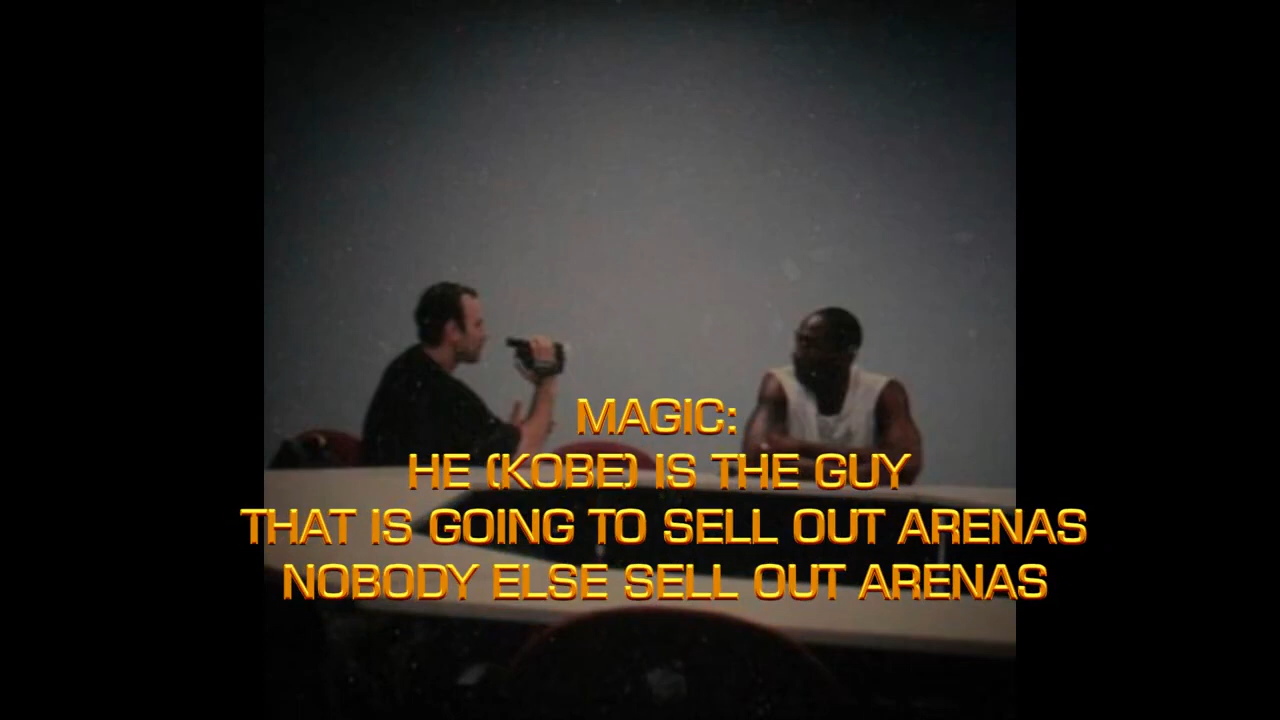 MAGIC:
HE (KOBE) IS THE GUY
THAT IS GOING TO SELL OUT ARENAS
NOBODY ELSE SELL OUT ARENAS